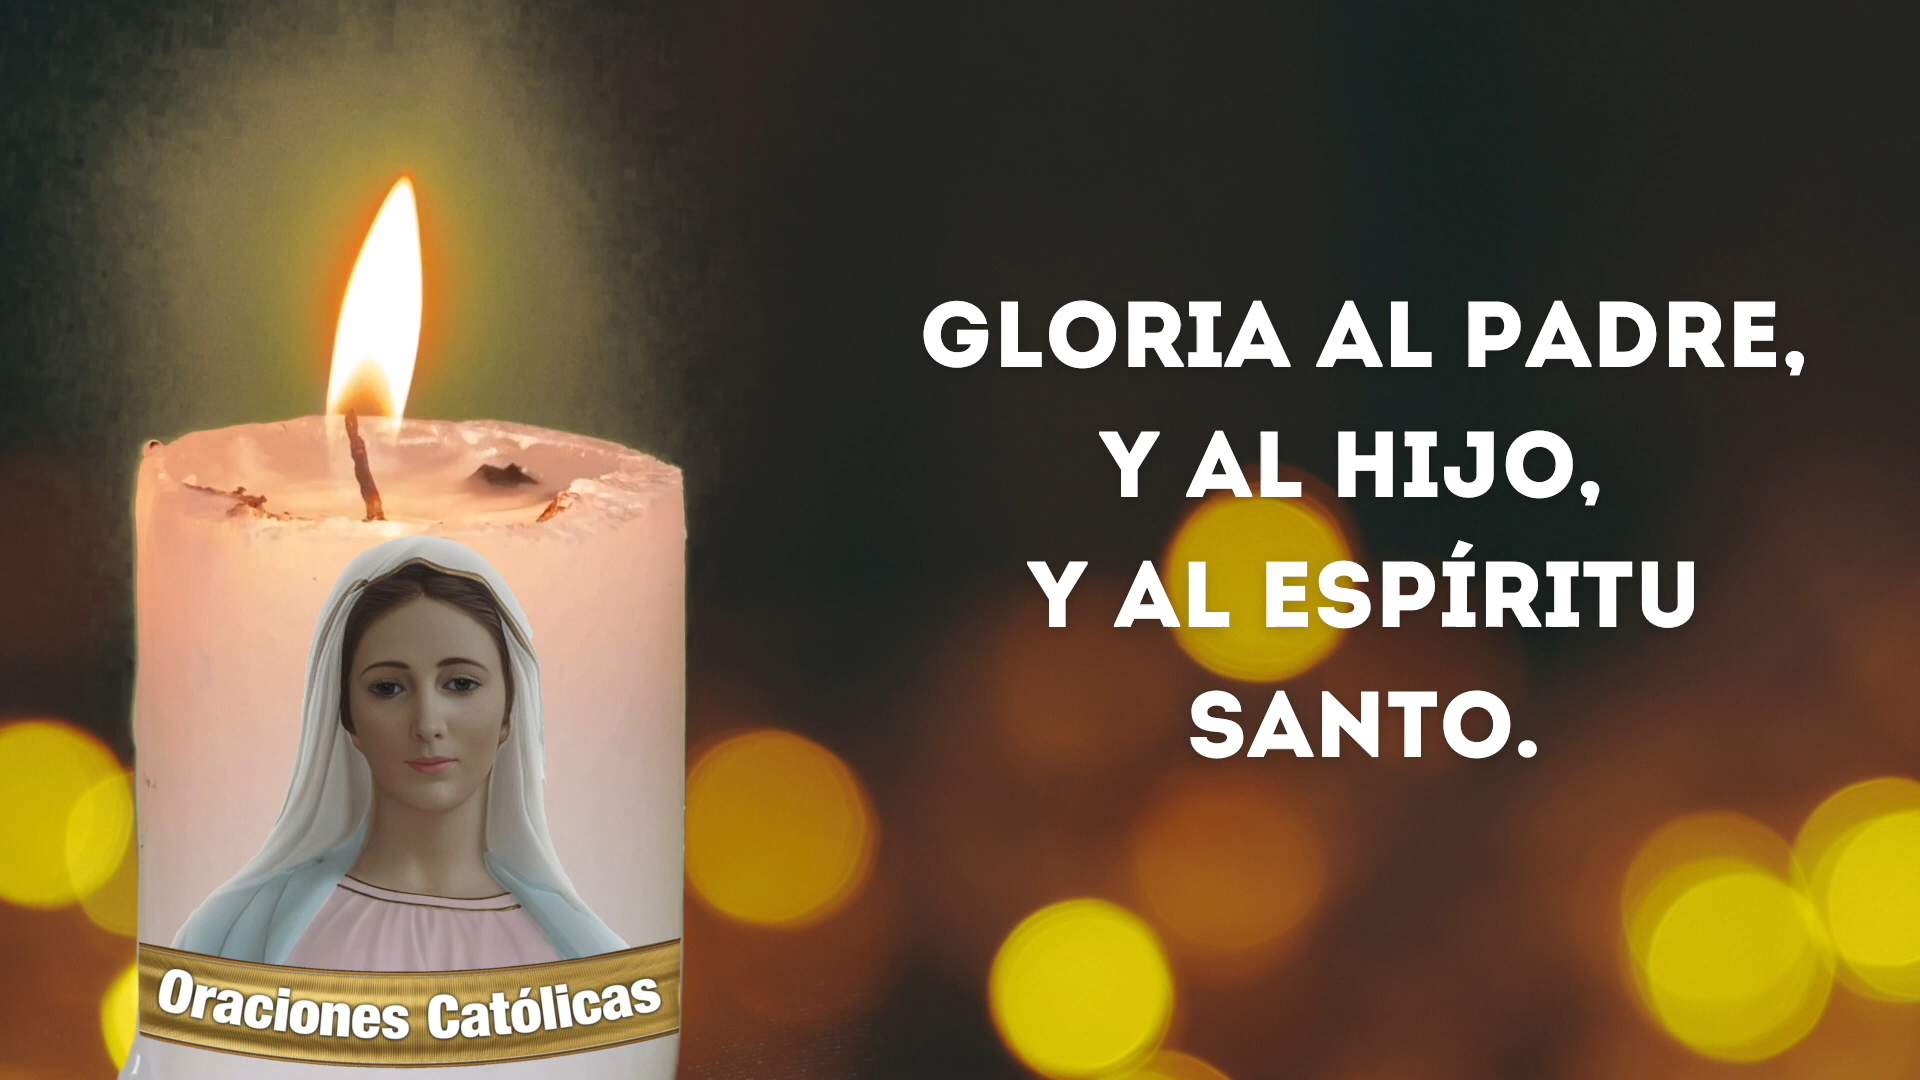 GLORIA AL PADRE,
Y AL HIJO,
Y AL ESPÍRITU
SANTO.
Oraciones Católicas